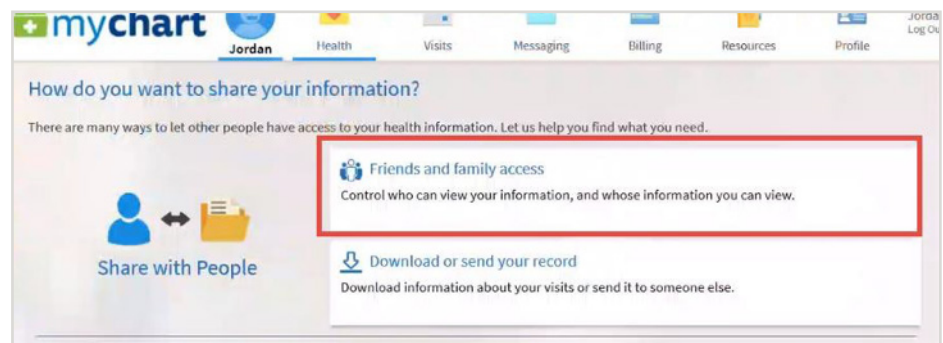 mychart
Jordan
Health
Visits
Messaging
Billing
Resources
Profile
Jorda
Log Ou
How do you want to share your information?
There are many ways to let other people have access to your health information. Let us help you find what you need.
Friends and family access
Control who can view your information, and whose information you can view.
Share with People
Download or send your record
Download information about your visits or send it to someone else.